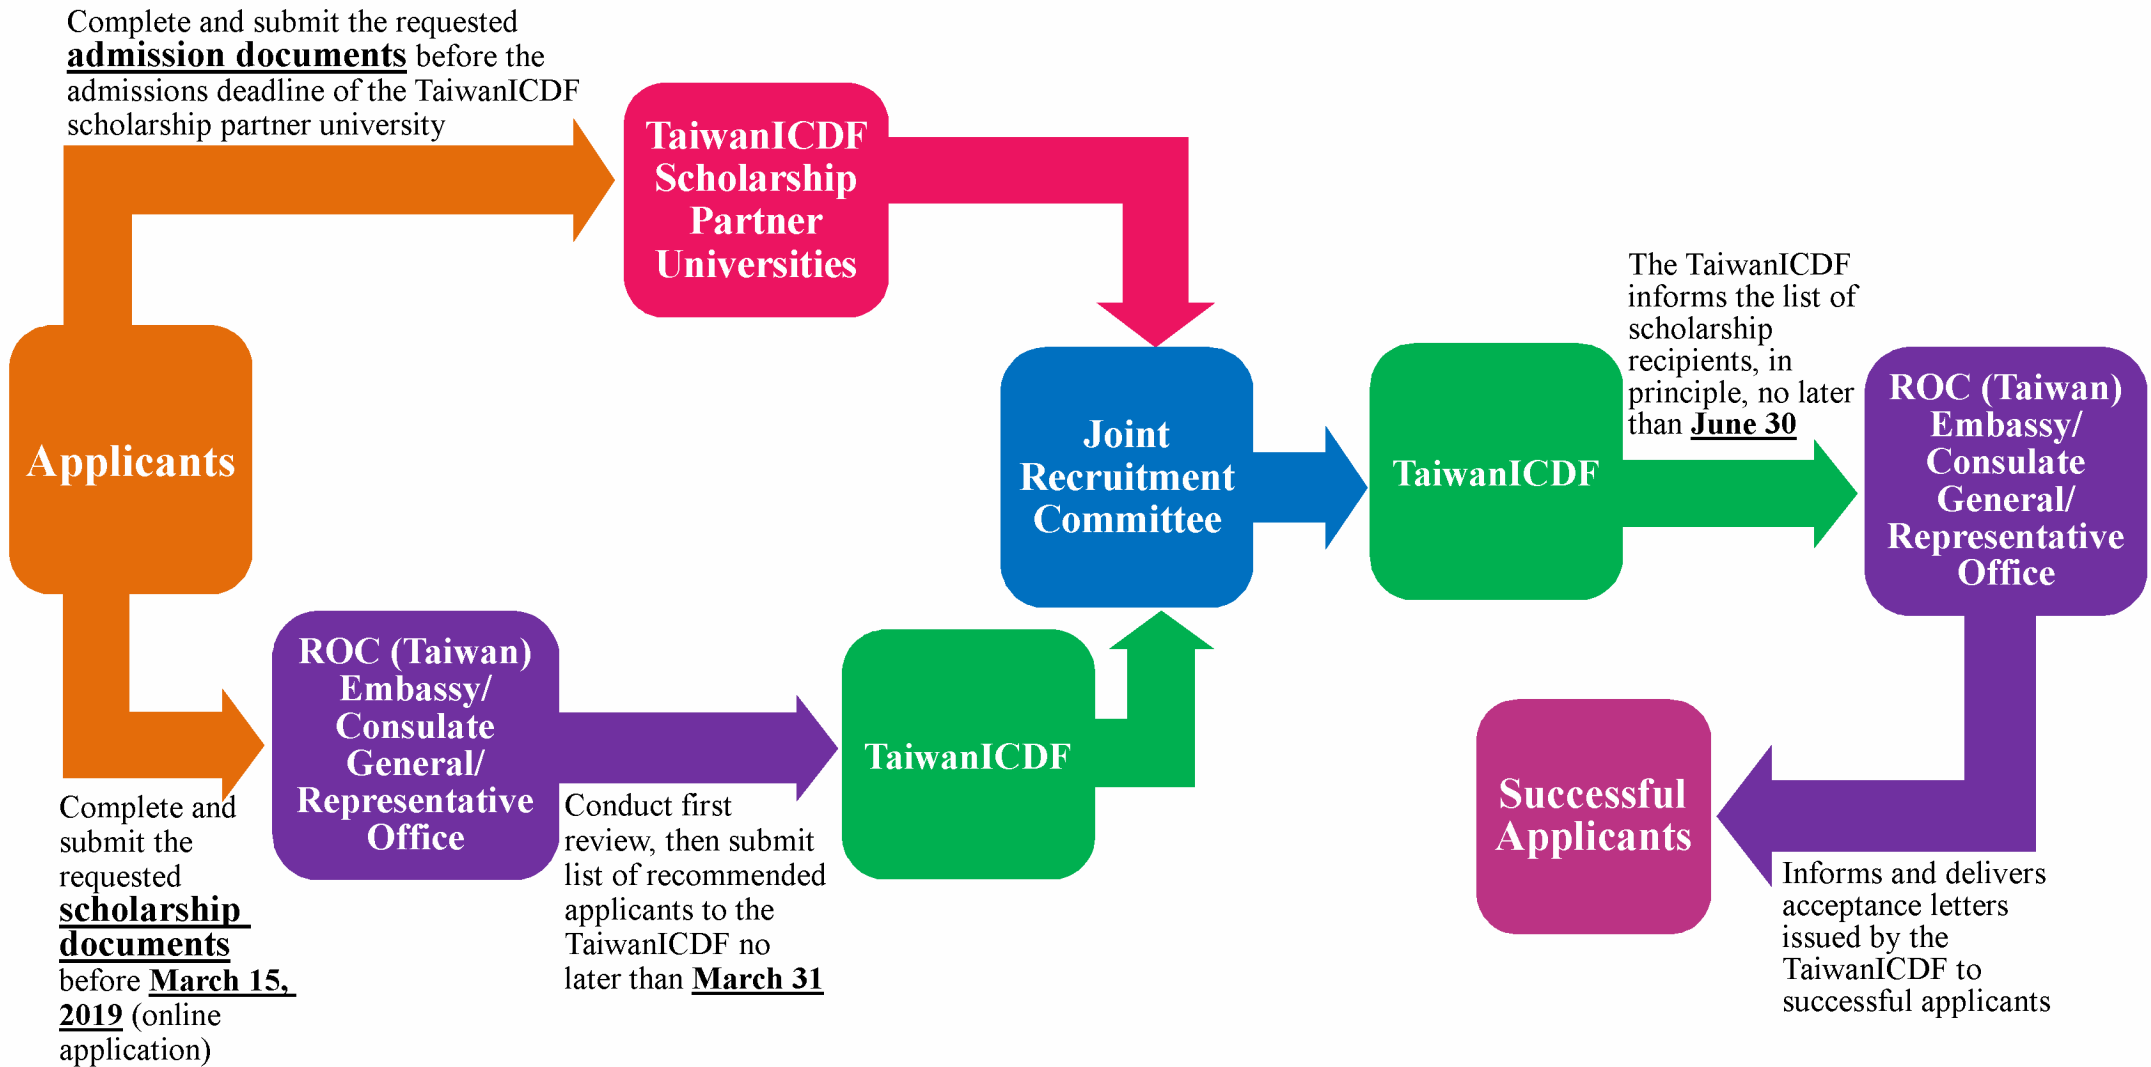 Complete and submit the requested
admission documents before the
admissions deadline of the TaiwanICDF
scholarship partner university
TaiwanICDF
Scholarship
Partner
Universities
Applicants
Complete and
submit the
requested
scholarship
documents
before March 15,
2019 (online
application)
ROC (Taiwan)
Embassy/
Consulate
General/
Representative
Office
Conduct first
review, then submit
list of recommended
applicants to the
TaiwanICDF no
later than March 31
TaiwanICDF
Joint
Recruitment
Committee
TaiwanICDF
The TaiwanICDF
informs the list of
scholarship
recipients, in
principle, no later
than June 30
ROC (Taiwan)
Embassy/
Consulate
General/
Representative
Office
Informs and delivers
acceptance letters
issued by the
TaiwanICDF to
successful applicants
Successful
Applicants